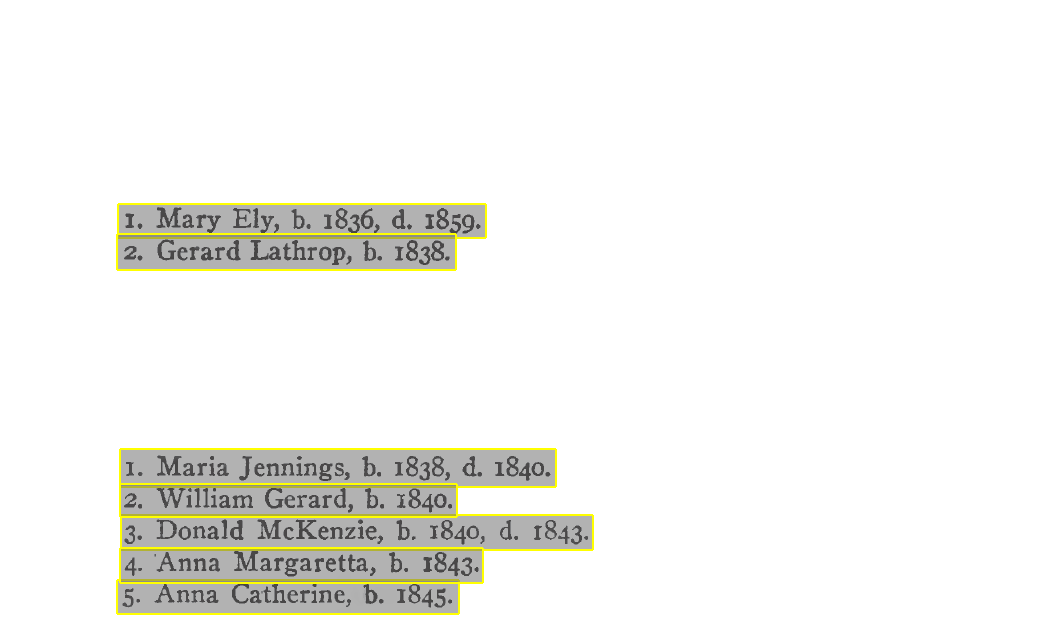 1. Mary Ely, b. 1836, d. 1859.
2. Gerard Lathrop, b. 1838.
1. Maria Jennings, b. 1838, d. 1840.
2. William Gerard, b. 1840.
3. Donald McKenzie, b. 1840, d. 1843.
4. Anna Margaretta, b. 1843.
5. Anna Catherine, b. 1845.